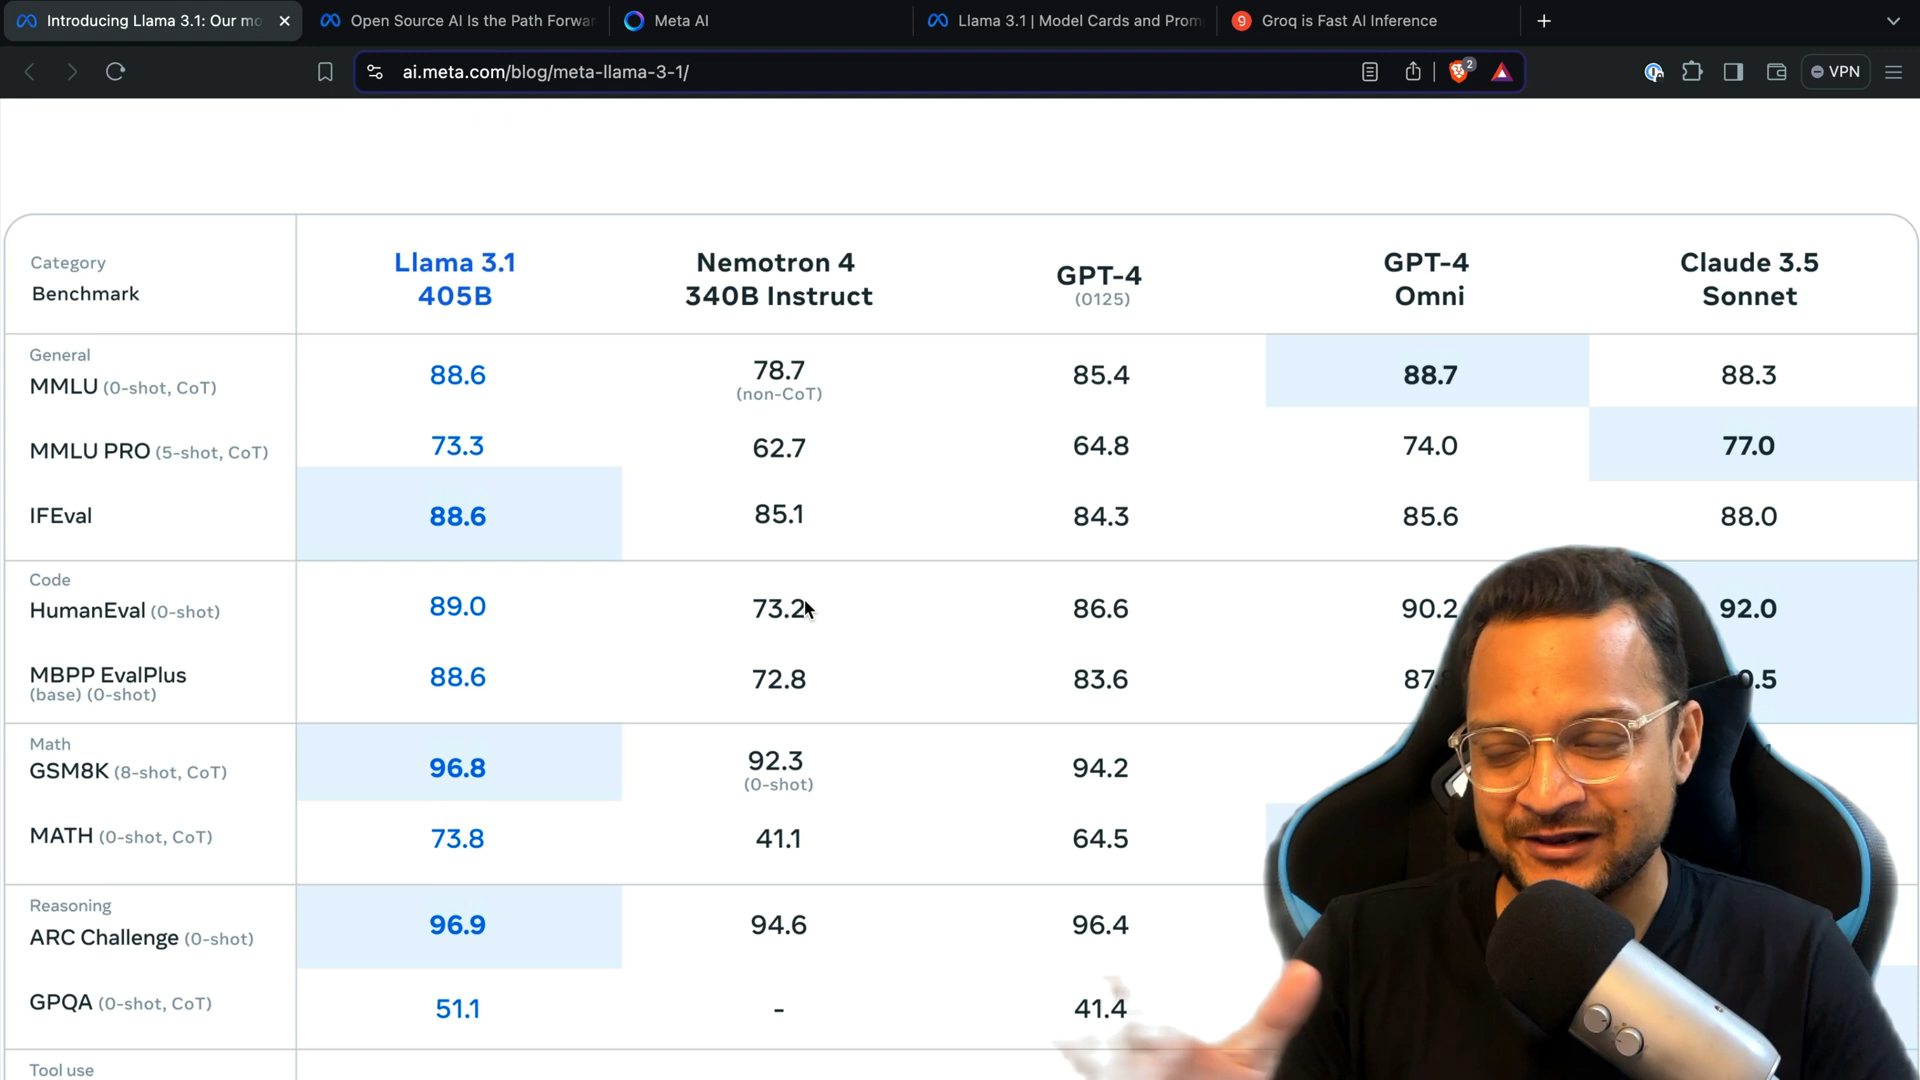 Introducing Llama 3.1: Our mo
Open Source AI Is the Path Forwar
Meta AI
Llama 3.1 | Model Cards and Prom
9 Groq is Fast AI Inference
ai.meta.com/blog/meta-llama-3-1/
2
VPN
Category
Benchmark
Llama 3.1
405B
Nemotron 4
340B Instruct
GPT-4
(0125)
GPT-4
Omni
Claude 3.5
Sonnet
General
MMLU (0-shot, CoT)
88.6
78.7
(non-CoT)
85.4
88.7
88.3
MMLU PRO (5-shot, CoT)
73.3
62.7
64.8
74.0
77.0
IFEval
88.6
85.1
84.3
85.6
88.0
Code
HumanEval (0-shot)
89.0
73.2
86.6
90.2
92.0
MBPP EvalPlus
(base) (0-shot)
88.6
72.8
83.6
87.
0.5
Math
GSM8K (8-shot, CoT)
96.8
92.3
(0-shot)
94.2
MATH (0-shot, CoT)
73.8
41.1
64.5
Reasoning
ARC Challenge (0-shot)
96.9
94.6
96.4
GPQA (0-shot, CoT)
51.1
-
41.4
Tool use